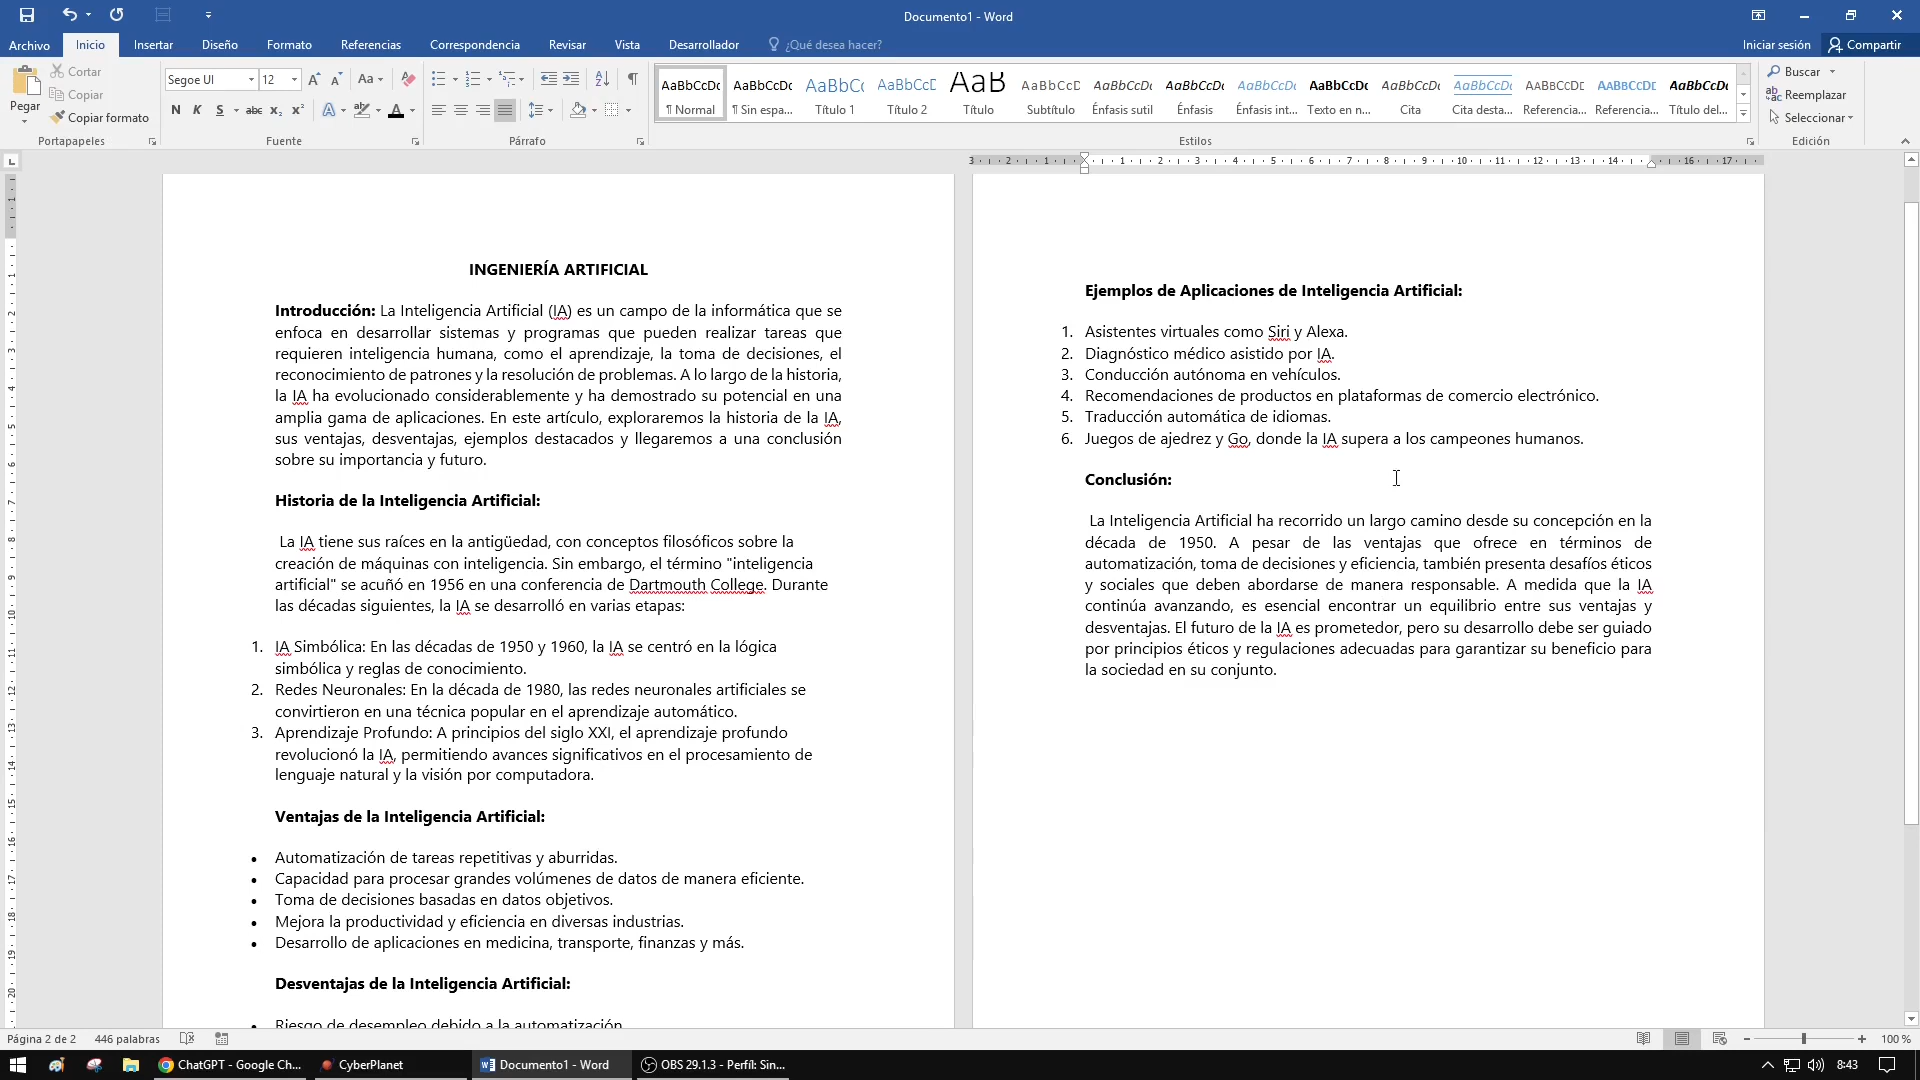 Documento1 - Word
Archivo Inicio Insertar Diseño Formato Referencias Correspondencia Revisar Vista Desarrollador ¿Qué desea hacer? Iniciar sesión Compartir
Pegar
Cortar
Copiar
Copiar formato
Portapapeles
Segoe UI 12
Fuente
Párrafo
AaBbCcDc AaBbCcDc AaBbCc AaBbCcD AaB AaBbCcD AaBbCcDc AaBbCcDc AaBbCcDc AaBbCcDc AaBbCcDc AaBbCcDc AABBCCDE AABBCCDE AaBbCcDc
¶ Normal ¶ Sin espa... Título 1 Título 2 Título Subtítulo Énfasis sutil Énfasis Énfasis int... Texto en n... Cita Cita desta... Referencia... Referencia... Título del...
Estilos
Buscar
Reemplazar
Seleccionar
Edición
INGENIERÍA ARTIFICIAL
Introducción: La Inteligencia Artificial (IA) es un campo de la informática que se
enfoca en desarrollar sistemas y programas que pueden realizar tareas que
requieren inteligencia humana, como el aprendizaje, la toma de decisiones, el
reconocimiento de patrones y la resolución de problemas. A lo largo de la historia,
la IA ha evolucionado considerablemente y ha demostrado su potencial en una
amplia gama de aplicaciones. En este artículo, exploraremos la historia de la IA,
sus ventajas, desventajas, ejemplos destacados y llegaremos a una conclusión
sobre su importancia y futuro.
Historia de la Inteligencia Artificial:
La IA tiene sus raíces en la antigüedad, con conceptos filosóficos sobre la
creación de máquinas con inteligencia. Sin embargo, el término "inteligencia
artificial" se acuñó en 1956 en una conferencia de Dartmouth College. Durante
las décadas siguientes, la IA se desarrolló en varias etapas:
1. IA Simbólica: En las décadas de 1950 y 1960, la IA se centró en la lógica
simbólica y reglas de conocimiento.
2. Redes Neuronales: En la década de 1980, las redes neuronales artificiales se
convirtieron en una técnica popular en el aprendizaje automático.
3. Aprendizaje Profundo: A principios del siglo XXI, el aprendizaje profundo
revolucionó la IA, permitiendo avances significativos en el procesamiento de
lenguaje natural y la visión por computadora.
Ventajas de la Inteligencia Artificial:
• Automatización de tareas repetitivas y aburridas.
• Capacidad para procesar grandes volúmenes de datos de manera eficiente.
• Toma de decisiones basadas en datos objetivos.
• Mejora la productividad y eficiencia en diversas industrias.
• Desarrollo de aplicaciones en medicina, transporte, finanzas y más.
Desventajas de la Inteligencia Artificial:
• Riesgo de desempleo debido a la automatización
Ejemplos de Aplicaciones de Inteligencia Artificial:
1. Asistentes virtuales como Siri y Alexa.
2. Diagnóstico médico asistido por IA.
3. Conducción autónoma en vehículos.
4. Recomendaciones de productos en plataformas de comercio electrónico.
5. Traducción automática de idiomas.
6. Juegos de ajedrez y Go, donde la IA supera a los campeones humanos.
Conclusión:
La Inteligencia Artificial ha recorrido un largo camino desde su concepción en la
década de 1950. A pesar de las ventajas que ofrece en términos de
automatización, toma de decisiones y eficiencia, también presenta desafíos éticos
y sociales que deben abordarse de manera responsable. A medida que la IA
continúa avanzando, es esencial encontrar un equilibrio entre sus ventajas y
desventajas. El futuro de la IA es prometedor, pero su desarrollo debe ser guiado
por principios éticos y regulaciones adecuadas para garantizar su beneficio para
la sociedad en su conjunto.
Página 2 de 2 446 palabras 100 %
ChatGPT - Google Ch... CyberPlanet Documento1 - Word OBS 29.1.3 - Perfil: Sin... 8:43